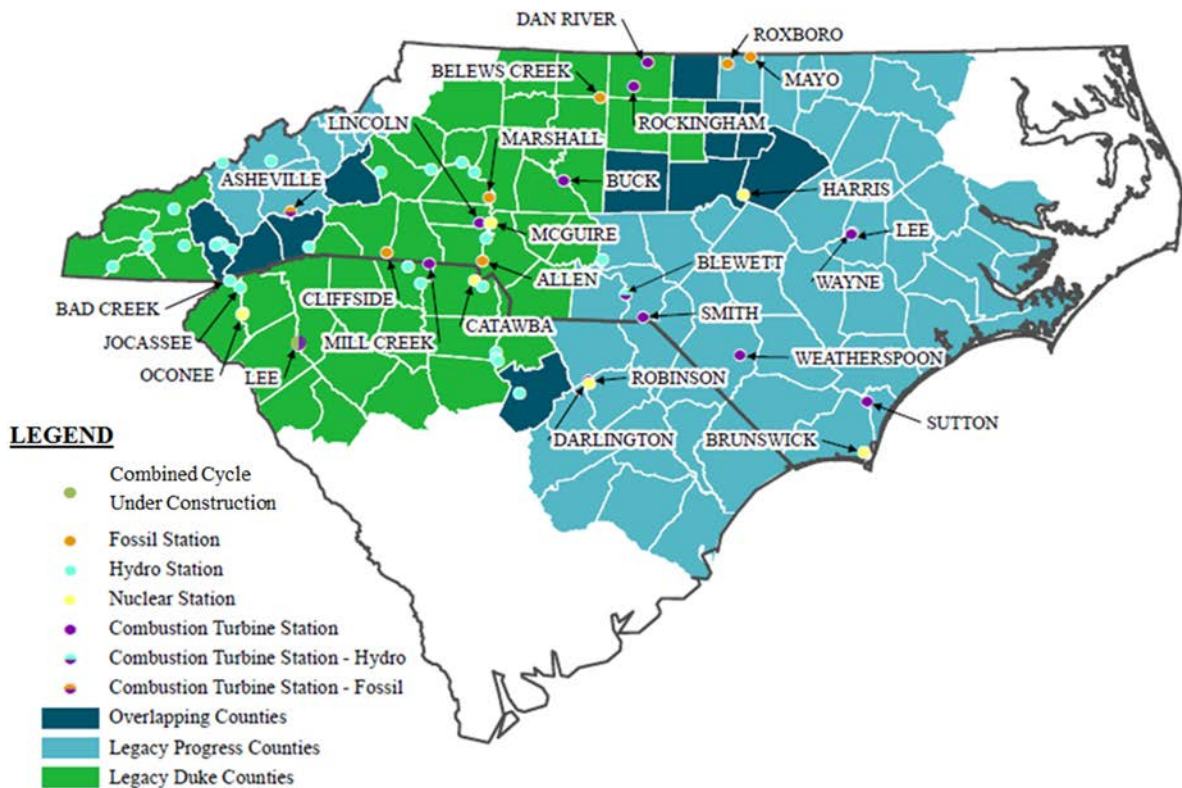 DAN RIVER
ROXBORO
BELEWS CREEK
MAYO
LINCOLN
ROCKINGHAM
MARSHALL
ASHEVILLE
BUCK
HARRIS
MCGUIRE
LEE
BLEWETT
ALLEN
WAYNE
BAD CREEK
CLIFFSIDE
SMITH
CATAWBA
JOCASSEE
MILL CREEK
WEATHERSPOON
OCONEE
LEE
ROBINSON
SUTTON
DARLINGTON
BRUNSWICK
LEGEND
Combined Cycle
Under Construction
Fossil Station
Hydro Station
Nuclear Station
Combustion Turbine Station
Combustion Turbine Station - Hydro
Combustion Turbine Station - Fossil
Overlapping Counties
Legacy Progress Counties
Legacy Duke Counties